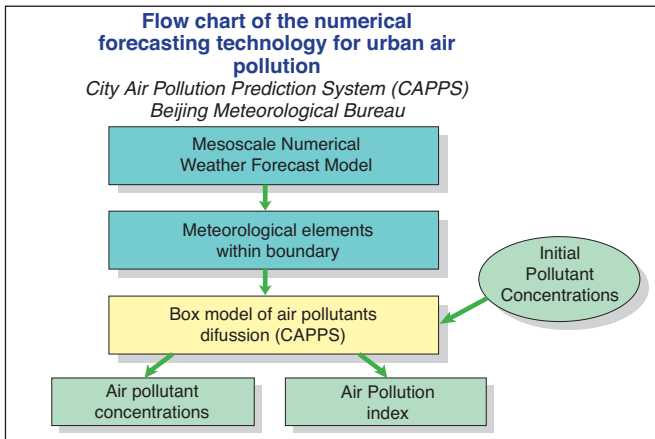 Flow chart of the numerical
forecasting technology for urban air
pollution
City Air Pollution Prediction System (CAPPS)
Beijing Meteorological Bureau
Mesoscale Numerical
Weather Forecast Model
Meteorological elements
within boundary
Initial
Pollutant
Concentrations
Box model of air pollutants
difussion (CAPPS)
Air pollutant
concentrations
Air Pollution
index